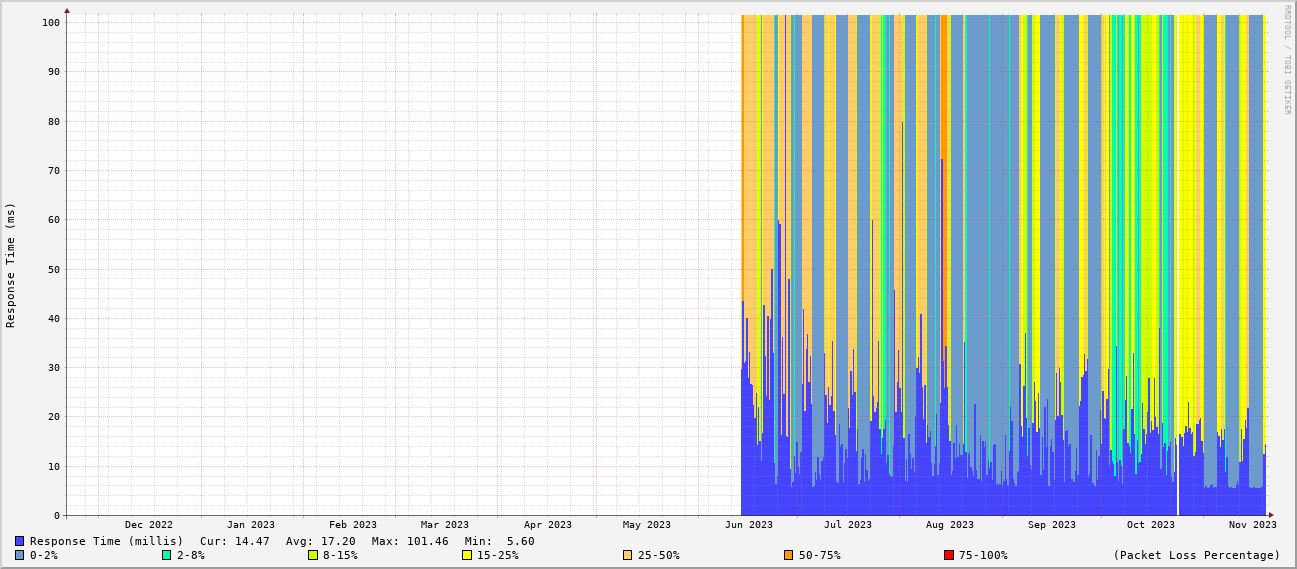 RRDTOOL / TOBI OETIKER
Response Time (ms)
100
90
80
70
60
50
40
30
20
10
0
Dec 2022 Jan 2023 Feb 2023 Mar 2023 Apr 2023 May 2023 Jun 2023 Jul 2023 Aug 2023 Sep 2023 Oct 2023 Nov 2023
Response Time (millis) Cur: 14.47 Avg: 17.20 Max: 101.46 Min: 5.60
0-2% 2-8% 8-15% 15-25% 25-50% 50-75% 75-100% (Packet Loss Percentage)